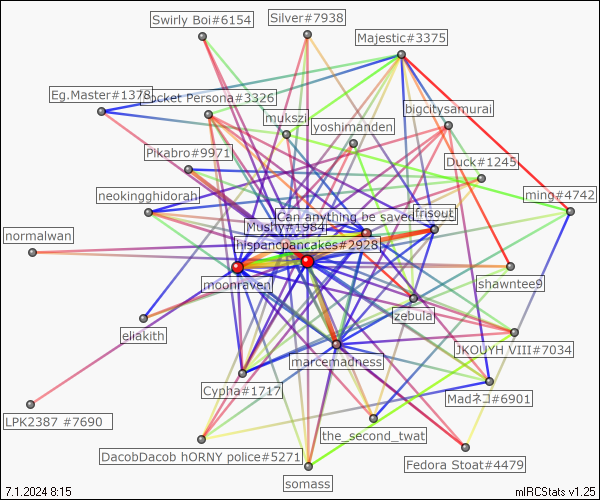 Swirly Boi#6154
Silver#7938
Majestic#3375
Eg.Master#1378
ocket Persona#3326
bigcitysamurai
mukszi
yoshimanden
Pikabro#9971
Duck#1245
neokingghidorah
ming#4742
Can anything be saved
frisout
Mushy#1984
normalwan
hispancpancakes#2928
moonraven
shawntee9
zebula
eliakith
JKOUYH VIII#7034
marcemadness
Cypha#1717
Madネコ#6901
LPK2387 #7690
the_second_twat
DacobDacob hORNY police#5271
Fedora Stoat#4479
somass
7.1.2024 8:15
mIRCStats v1.25